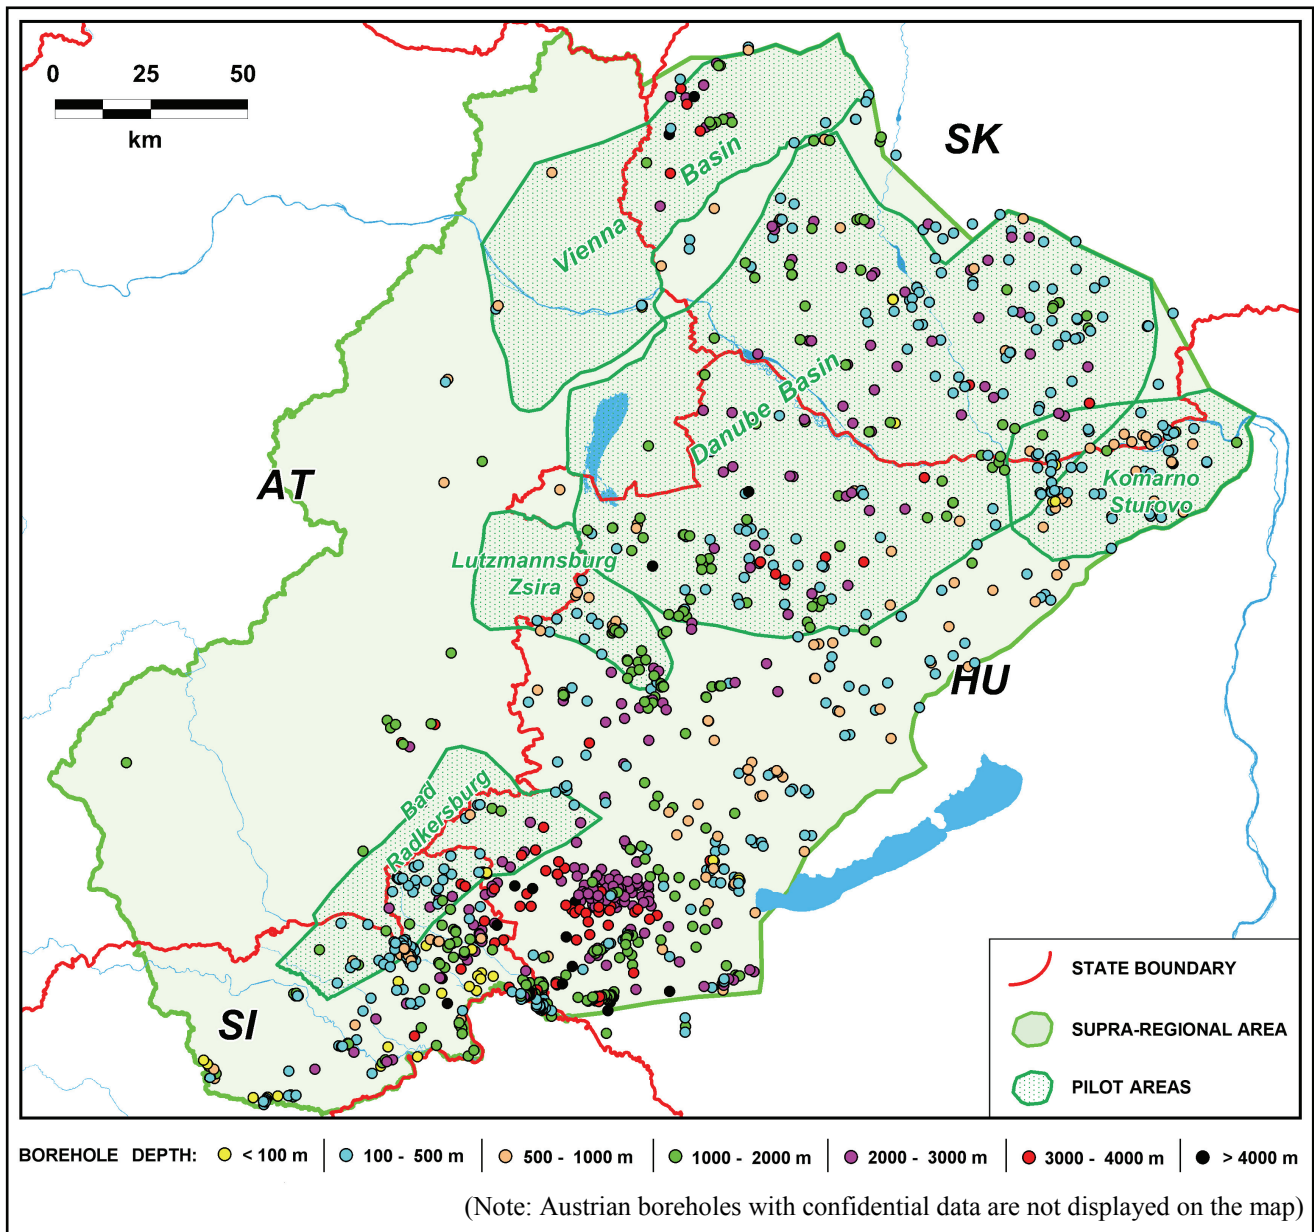 0 25 50
km
SK
Vienna Basin
Danube Basin
AT
Komarno
Sturovo
Lutzmannsburg
Zsira
HU
Bad
Radkersburg
SI
STATE BOUNDARY
SUPRA-REGIONAL AREA
PILOT AREAS
BOREHOLE DEPTH: < 100 m 100 - 500 m 500 - 1000 m 1000 - 2000 m 2000 - 3000 m 3000 - 4000 m > 4000 m
(Note: Austrian boreholes with confidential data are not displayed on the map)